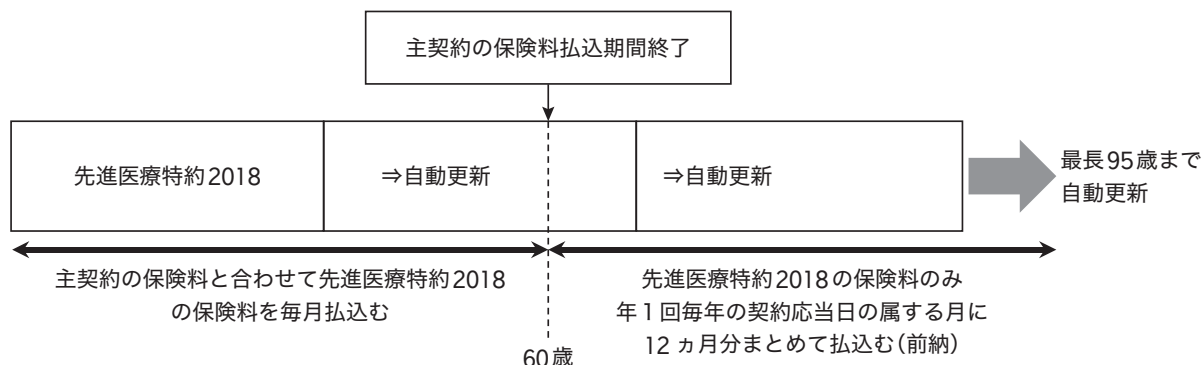 主契約の保険料払込期間終了
先進医療特約2018
⇒自動更新
⇒自動更新
最長95歳まで
自動更新
主契約の保険料と合わせて先進医療特約2018
の保険料を毎月払込む
先進医療特約2018の保険料のみ
年1回毎年の契約応当日の属する月に
12ヵ月分まとめて払込む（前納）
60歳